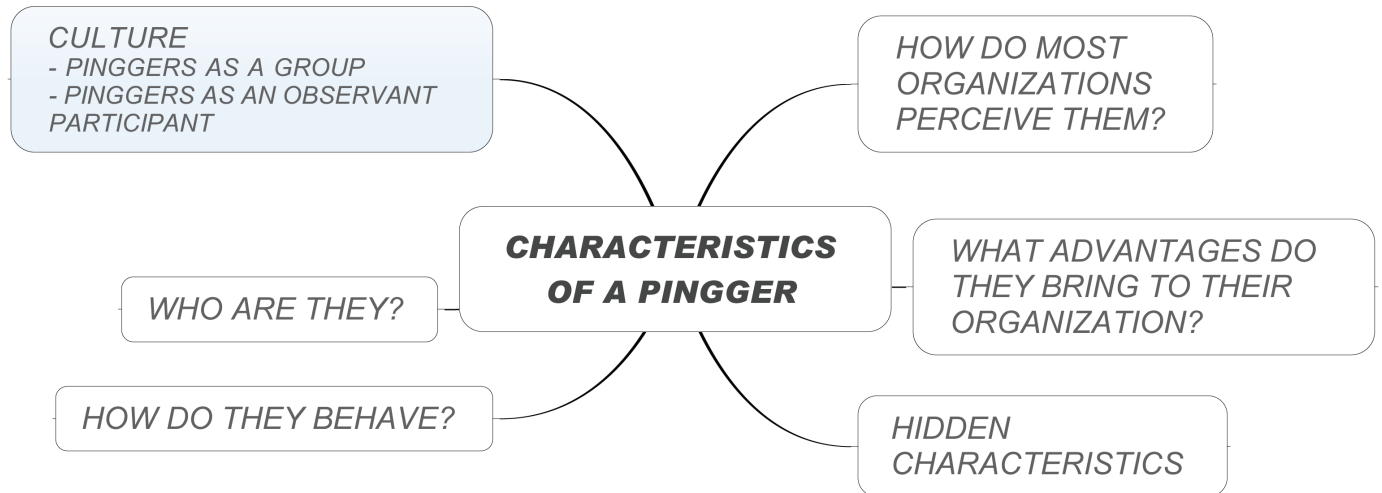 CULTURE
- PINGGERS AS A GROUP
- PINGGERS AS AN OBSERVANT
PARTICIPANT
HOW DO MOST
ORGANIZATIONS
PERCEIVE THEM?
CHARACTERISTICS
OF A PINGGER
WHO ARE THEY?
WHAT ADVANTAGES DO
THEY BRING TO THEIR
ORGANIZATION?
HOW DO THEY BEHAVE?
HIDDEN
CHARACTERISTICS